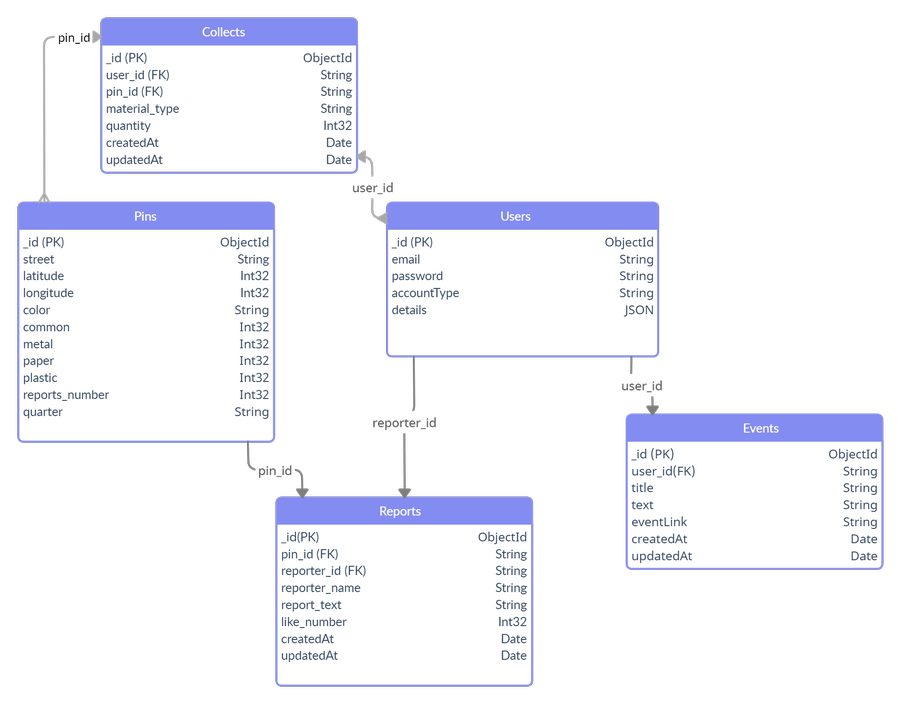 Collects
pin_id
_id (PK) ObjectId
user_id (FK) String
pin_id (FK) String
material_type String
quantity Int32
createdAt Date
updatedAt Date
user_id
Pins
_id (PK) ObjectId
street String
latitude Int32
longitude Int32
color String
common Int32
metal Int32
paper Int32
plastic Int32
reports_number Int32
quarter String
Users
_id (PK) ObjectId
email String
password String
accountType String
details JSON
user_id
reporter_id
pin_id
Events
_id (PK) ObjectId
user_id(FK) String
title String
text String
eventLink String
createdAt Date
updatedAt Date
Reports
_id(PK) ObjectId
pin_id (FK) String
reporter_id (FK) String
reporter_name String
report_text String
like_number Int32
createdAt Date
updatedAt Date